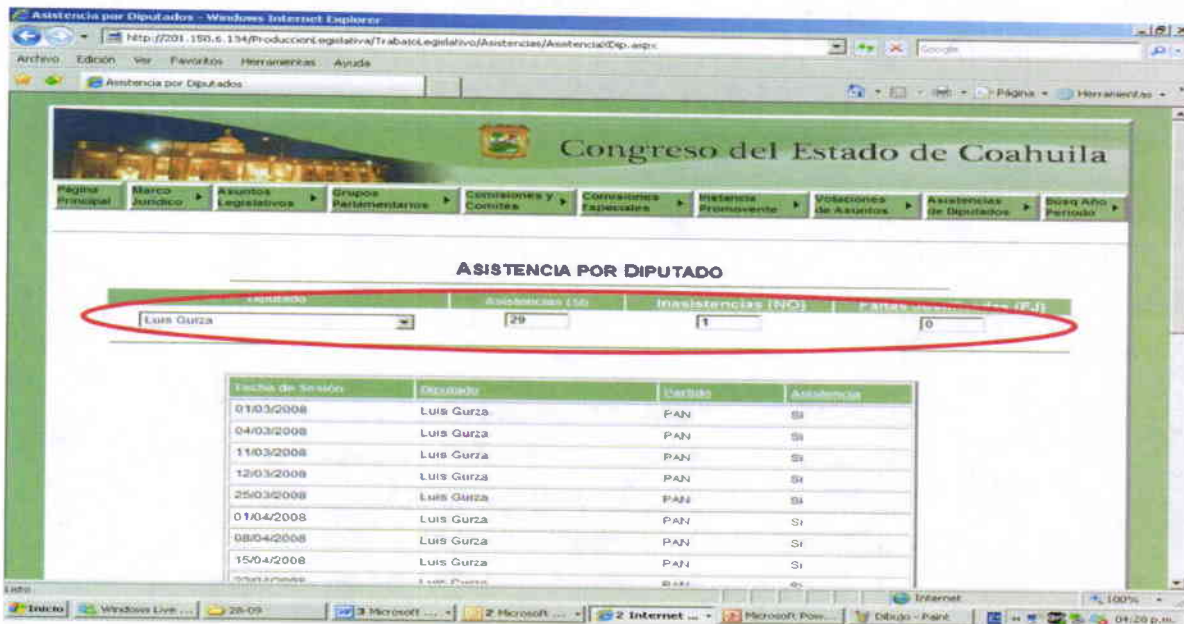 Asistencia por Diputados - Windows Internet Explorer
http://201.150.6.134/ProduccionLegislativa/TrabajoLegislativo/Asistencias/AsistenciaXDip.aspx
Google
Archivo Edición Ver Favoritos Herramientas Ayuda
Asistencia por Diputados
Página Herramientas
Congreso del Estado de Coahuila
Página Principal
Marco Jurídico
Asuntos Legislativos
Grupos Parlamentarios
Comisiones y Comités
Comisiones Especiales
Instancia Promovente
Votaciones de Asuntos
Asistencias de Diputados
Búsq Año Periodo
ASISTENCIA POR DIPUTADO
Diputado Asistencias (SI) Inasistencias (NO) Faltas Justificadas (FJ)
Luis Gurza 29 1 0
Fecha de Sesión Diputado Partido Asistencia
01/03/2008 Luis Gurza PAN Si
04/03/2008 Luis Gurza PAN Si
11/03/2008 Luis Gurza PAN Si
12/03/2008 Luis Gurza PAN Si
25/03/2008 Luis Gurza PAN Si
01/04/2008 Luis Gurza PAN Si
08/04/2008 Luis Gurza PAN Si
15/04/2008 Luis Gurza PAN Si
Listo Internet 100%
Inicio Windows Live ... 28-09 3 Microsoft ... 2 Microsoft ... 2 Internet ... Microsoft Pow... Dibujo - Paint 04:20 p.m.